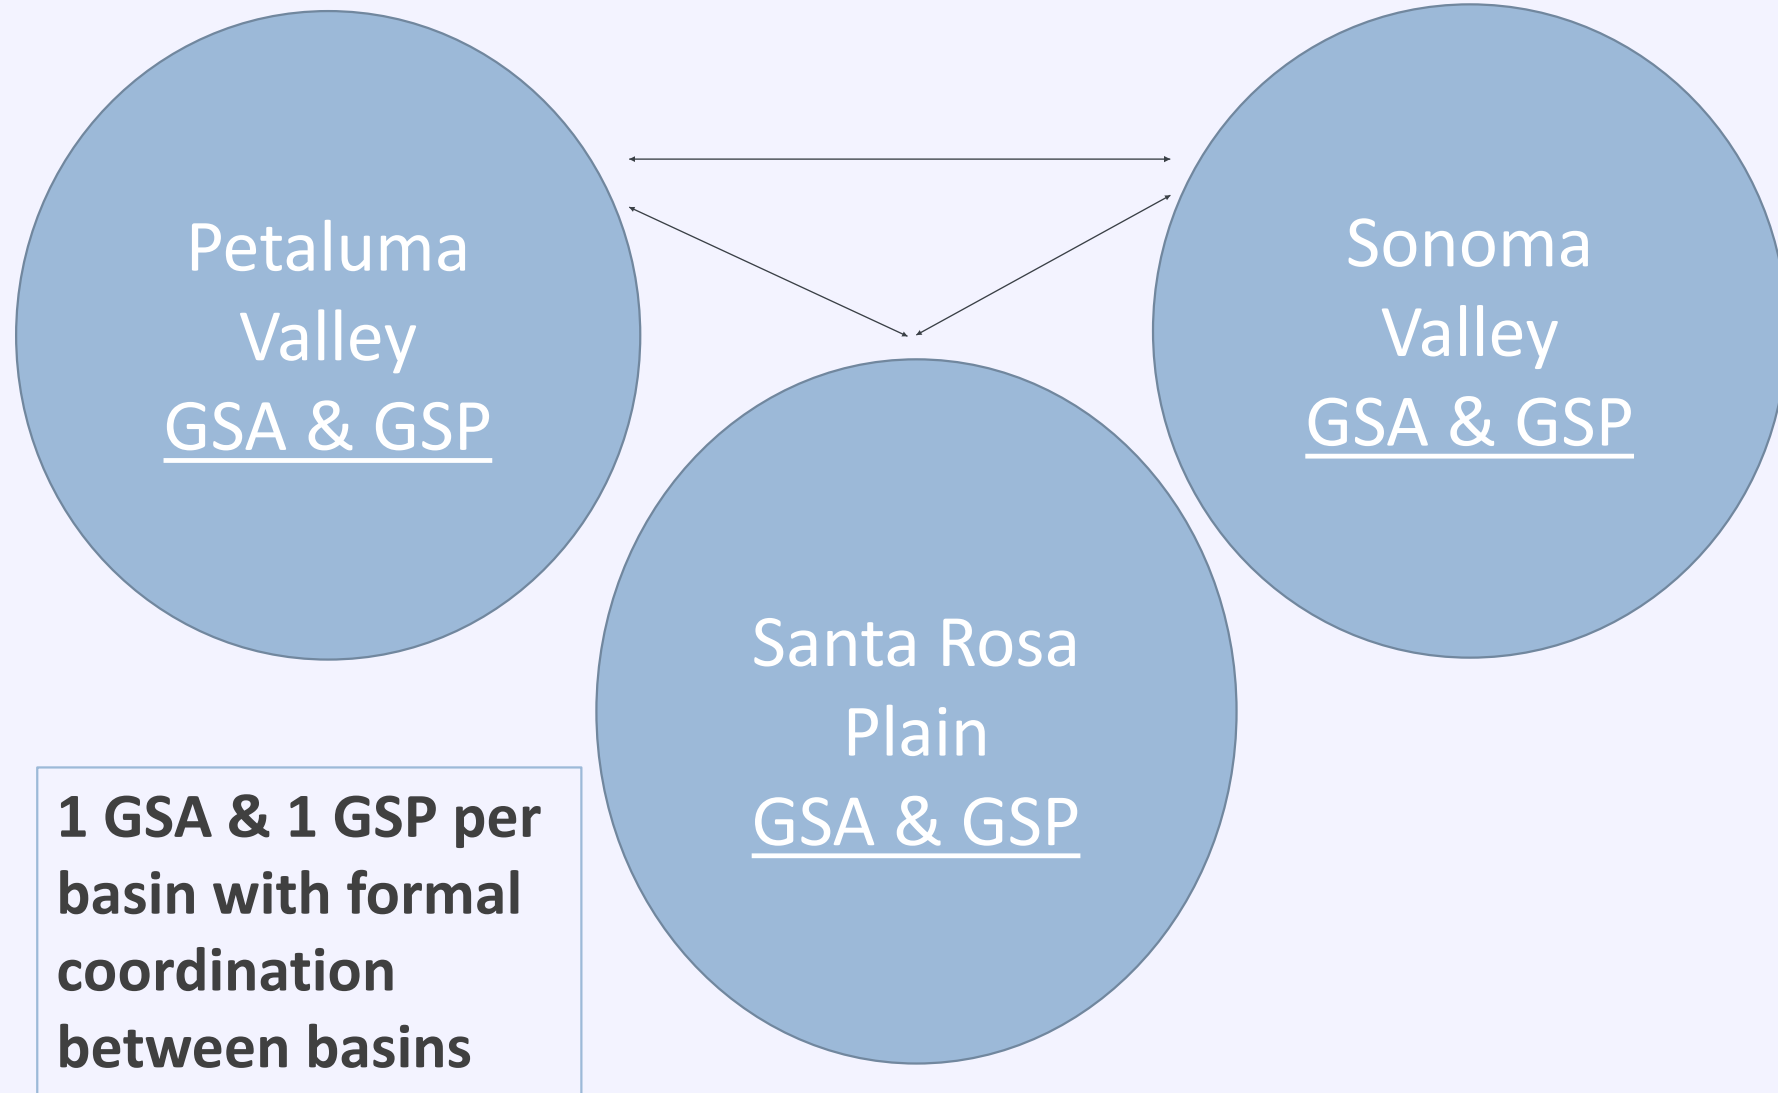 Petaluma
Valley
GSA & GSP
Sonoma
Valley
GSA & GSP
Santa Rosa
Plain
GSA & GSP
1 GSA & 1 GSP per
basin with formal
coordination
between basins